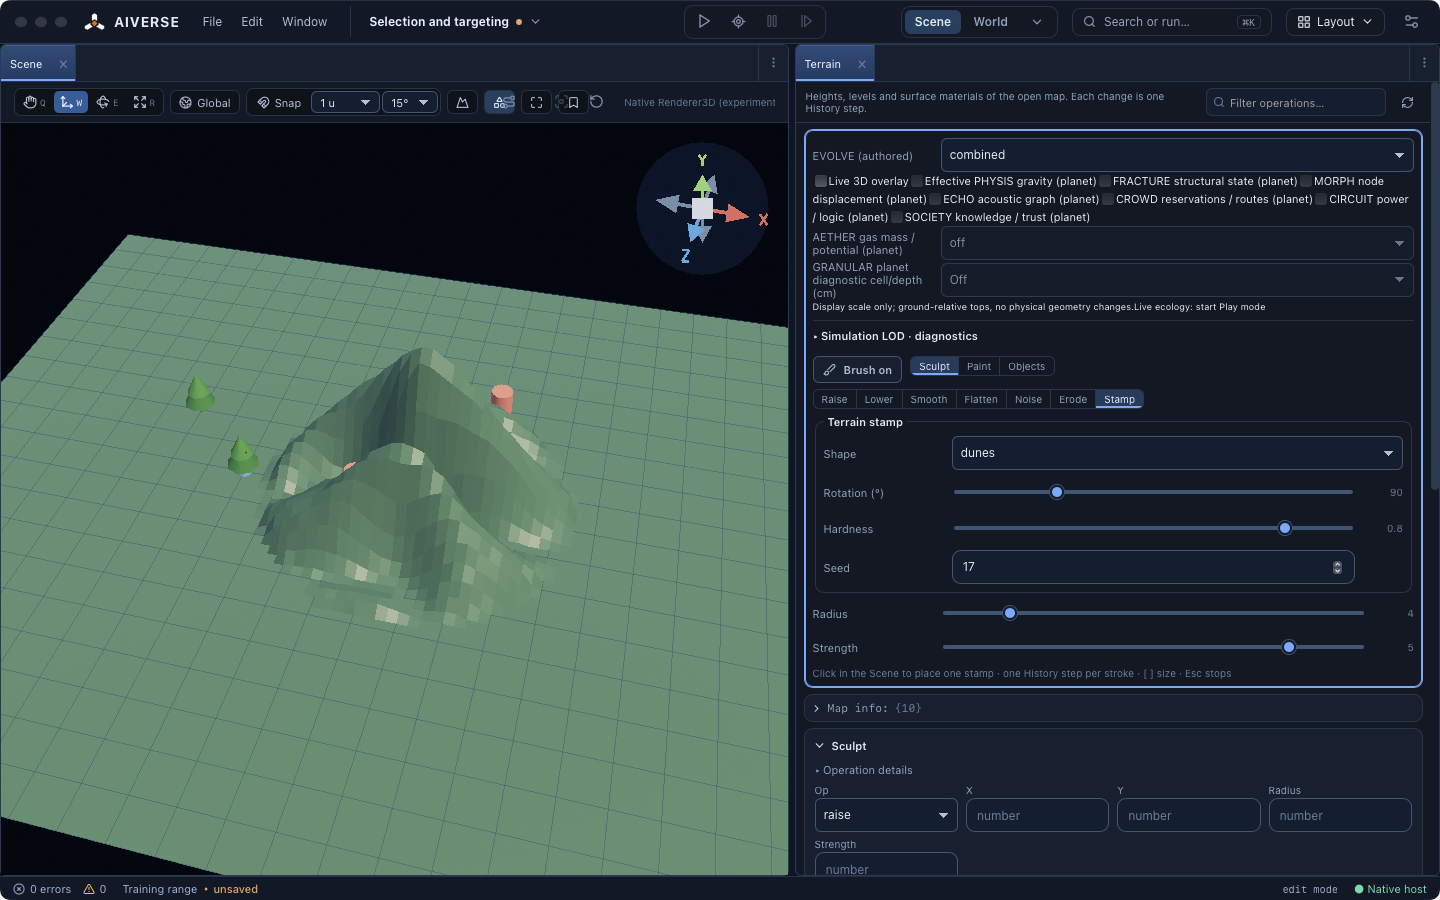 AIVERSE File Edit Window Selection and targeting Scene World Search or run... ⌘K Layout
Scene
Q W E R Global Snap 1 u 15° Native Renderer3D (experiment
Y
X
Z
Terrain
Heights, levels and surface materials of the open map. Each change is one
History step.
Filter operations...
EVOLVE (authored) combined
Live 3D overlay Effective PHYSIS gravity (planet) FRACTURE structural state (planet) MORPH node
displacement (planet) ECHO acoustic graph (planet) CROWD reservations / routes (planet) CIRCUIT power
/ logic (planet) SOCIETY knowledge / trust (planet)
AETHER gas mass /
potential (planet)
off
GRANULAR planet
diagnostic cell/depth
(cm)
Off
Display scale only; ground-relative tops, no physical geometry changes.Live ecology: start Play mode
Simulation LOD · diagnostics
Brush on Sculpt Paint Objects
Raise Lower Smooth Flatten Noise Erode Stamp
Terrain stamp
Shape dunes
Rotation (°) 90
Hardness 0.8
Seed 17
Radius 4
Strength 5
Click in the Scene to place one stamp · one History step per stroke · [ ] size · Esc stops
Map info: {10}
Sculpt
Operation details
Op X Y Radius
raise number number number
Strength
number
0 errors 0 Training range • unsaved edit mode Native host